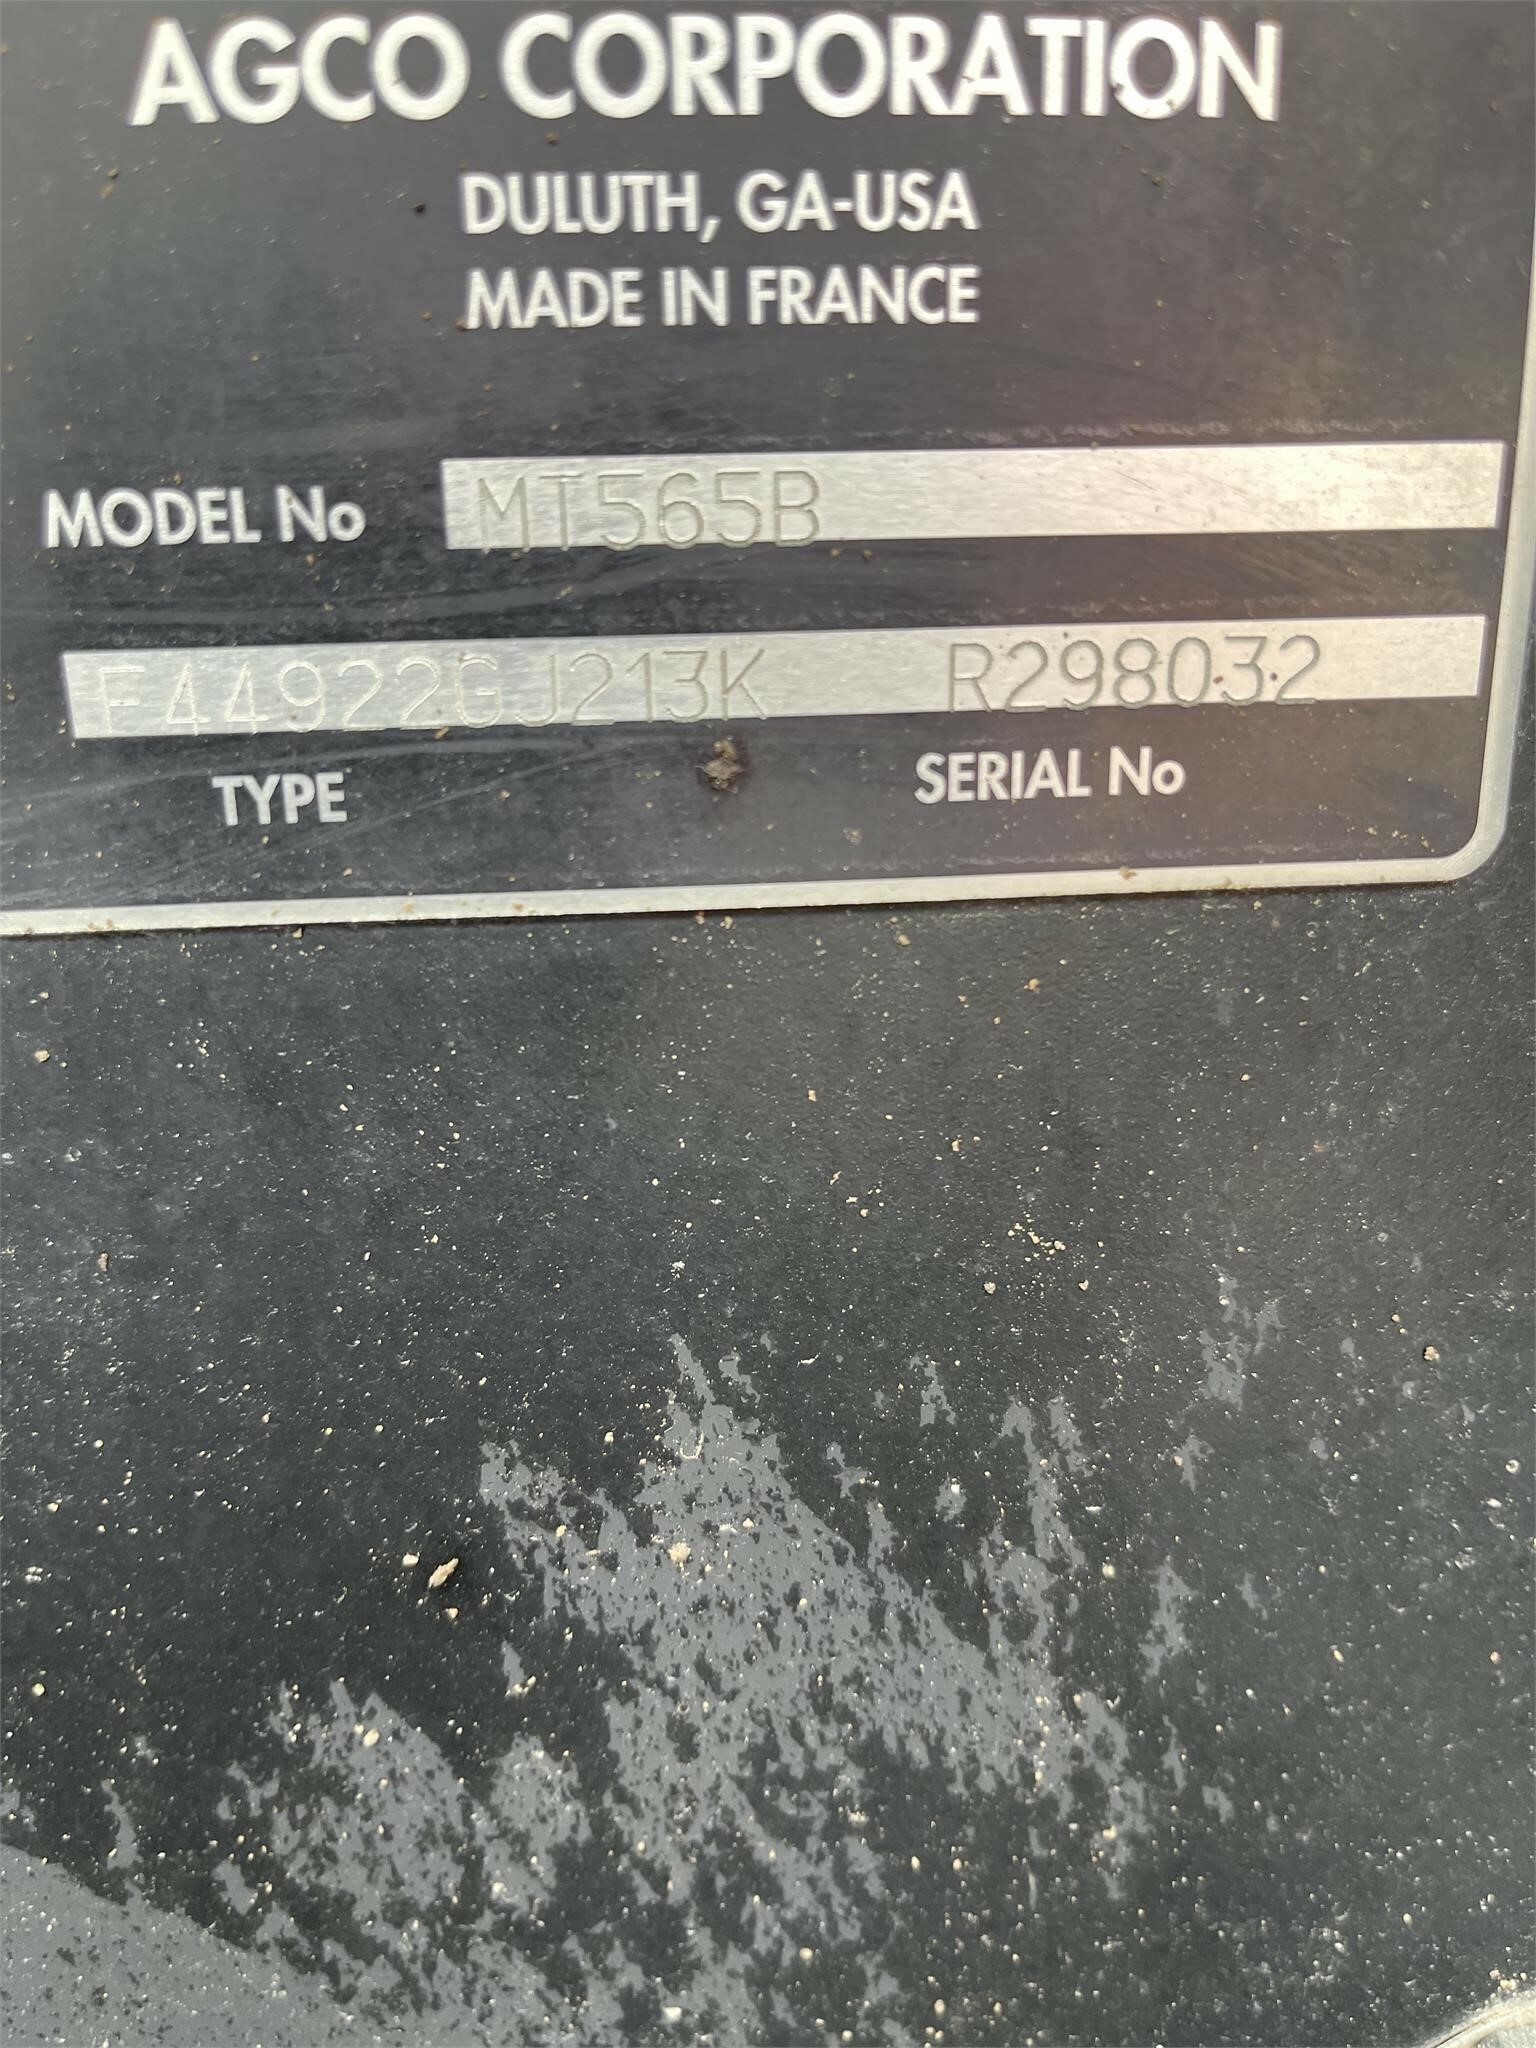 AGCO CORPORATION
DULUTH, GA-USA
MADE IN FRANCE
MODEL No MT565B
F44922GJ213K R298032
TYPE SERIAL No